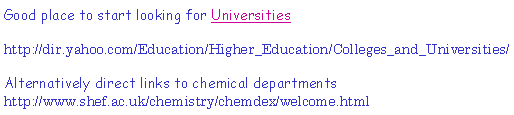 Good place to start looking for Universities
http://dir.yahoo.com/Education/Higher_Education/Colleges_and_Universities/
Alternatively direct links to chemical departments
http://www.shef.ac.uk/chemistry/chemdex/welcome.html